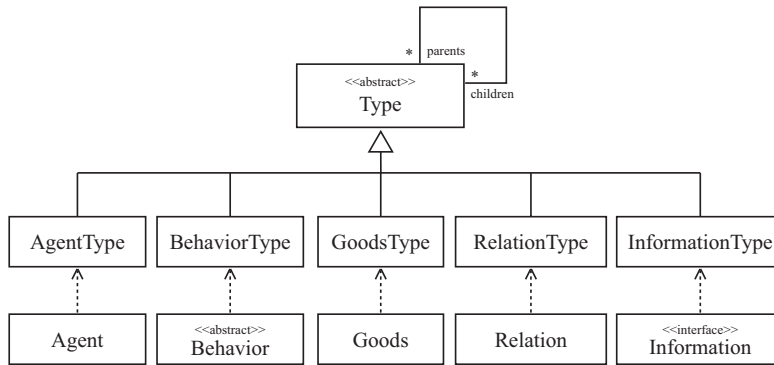 * parents
<<abstract>>
Type
*
children
AgentType BehaviorType GoodsType RelationType InformationType
Agent
<<abstract>>
Behavior
Goods
Relation
<<interface>>
Information